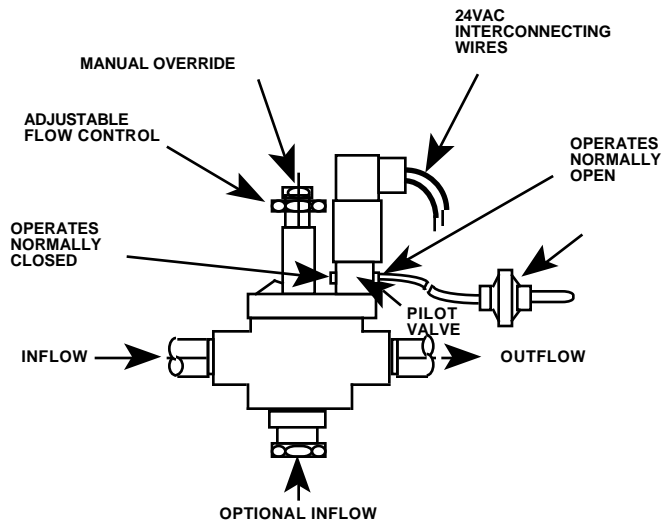 24VAC
INTERCONNECTING
WIRES
MANUAL OVERRIDE
ADJUSTABLE
FLOW CONTROL
OPERATES
NORMALLY
OPEN
OPERATES
NORMALLY
CLOSED
PILOT
VALVE
INFLOW
OUTFLOW
OPTIONAL INFLOW